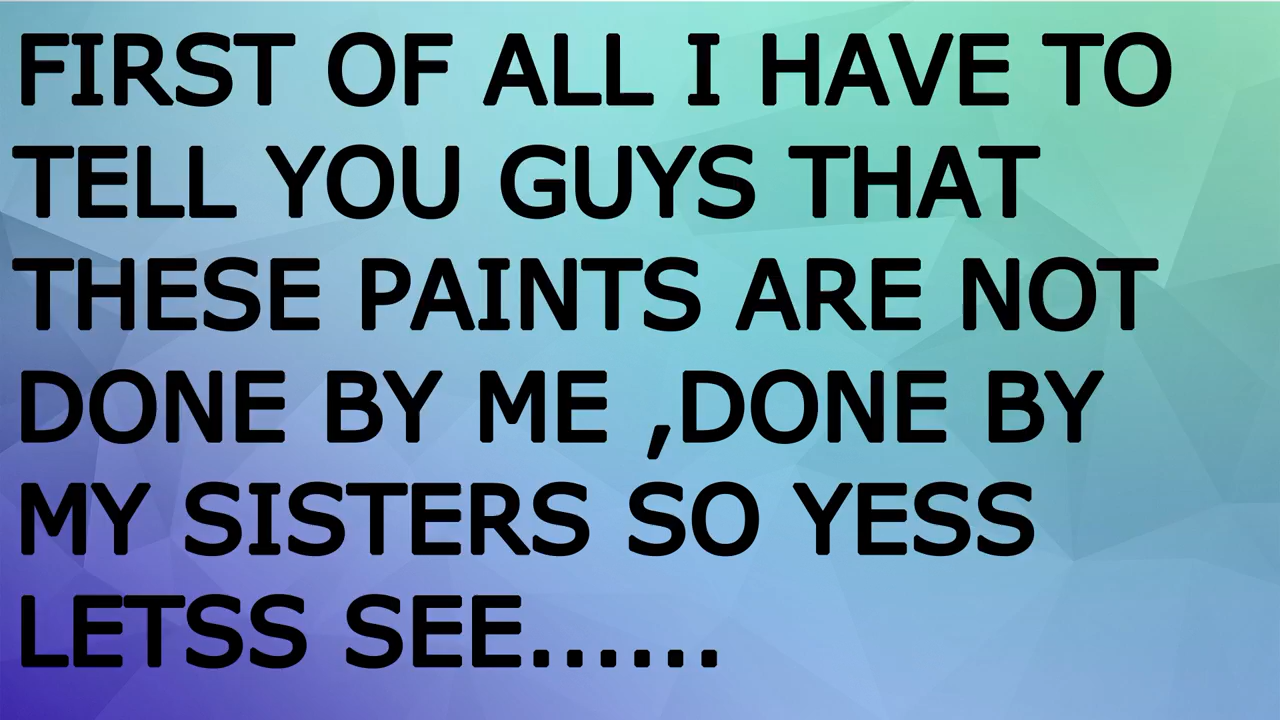 FIRST OF ALL I HAVE TO
TELL YOU GUYS THAT
THESE PAINTS ARE NOT
DONE BY ME ,DONE BY
MY SISTERS SO YESS
LETSS SEE......